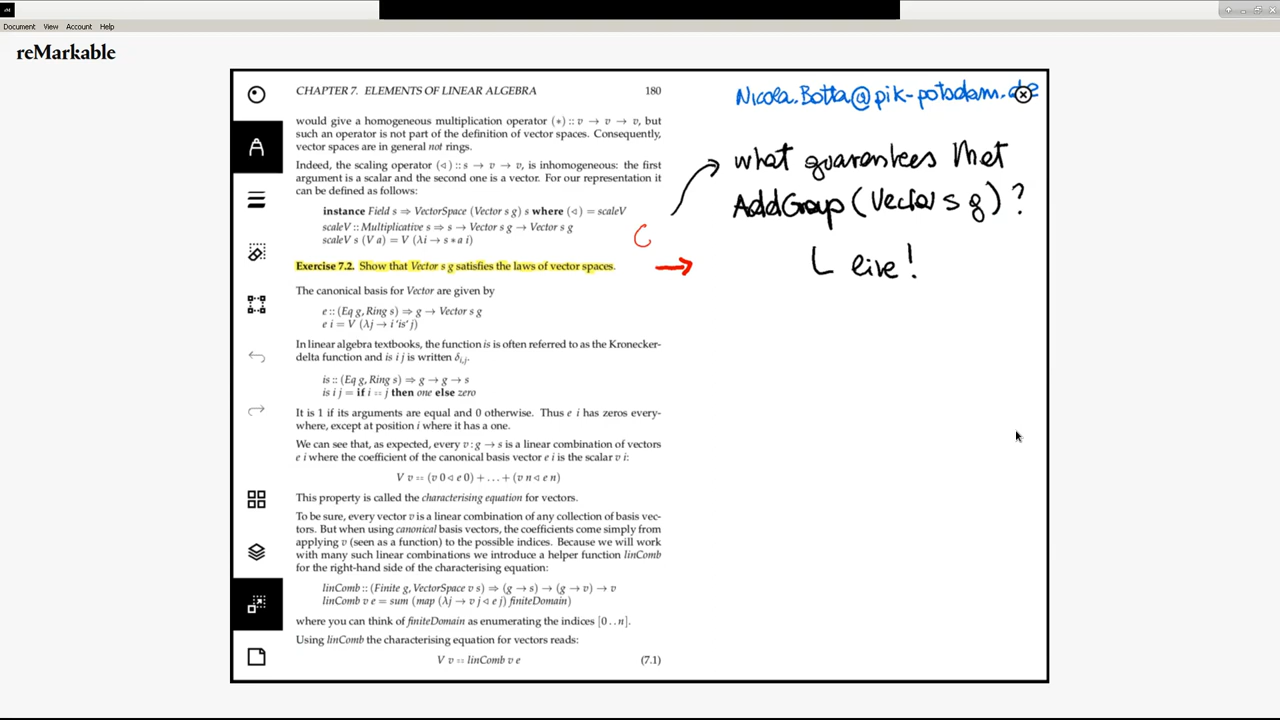 Document View Account Help
reMarkable
CHAPTER 7. ELEMENTS OF LINEAR ALGEBRA 180
would give a homogeneous multiplication operator (∗) :: v → v → v, but
such an operator is not part of the definition of vector spaces. Consequently,
vector spaces are in general not rings.
Indeed, the scaling operator (◁) :: s → v → v, is inhomogeneous: the first
argument is a scalar and the second one is a vector. For our representation it
can be defined as follows:
instance Field s ⇒ VectorSpace (Vector s g) s where (◁) = scaleV
scaleV :: Multiplicative s ⇒ s → Vector s g → Vector s g
scaleV s (V a) = V (λi → s ∗ a i)
Exercise 7.2. Show that Vector s g satisfies the laws of vector spaces.
The canonical basis for Vector are given by
e :: (Eq g, Ring s) ⇒ g → Vector s g
e i = V (λj → i ‘is‘ j)
In linear algebra textbooks, the function is is often referred to as the Kronecker-
delta function and is i j is written δi,j.
is :: (Eq g, Ring s) ⇒ g → g → s
is i j = if i == j then one else zero
It is 1 if its arguments are equal and 0 otherwise. Thus e i has zeros every-
where, except at position i where it has a one.
We can see that, as expected, every v : g → s is a linear combination of vectors
e i where the coefficient of the canonical basis vector e i is the scalar v i:
V v == (v 0 ◁ e 0) + . . . + (v n ◁ e n)
This property is called the characterising equation for vectors.
To be sure, every vector v is a linear combination of any collection of basis vec-
tors. But when using canonical basis vectors, the coefficients come simply from
applying v (seen as a function) to the possible indices. Because we will work
with many such linear combinations we introduce a helper function linComb
for the right-hand side of the characterising equation:
linComb :: (Finite g, VectorSpace v s) ⇒ (g → s) → (g → v) → v
linComb v e = sum (map (λj → v j ◁ e j) finiteDomain)
where you can think of finiteDomain as enumerating the indices [0 . . n].
Using linComb the characterising equation for vectors reads:
V v == linComb v e (7.1)
Nicola.Botta@pik-potsdam.de
what guarantees that
AddGroup (Vector s g) ?
L live!